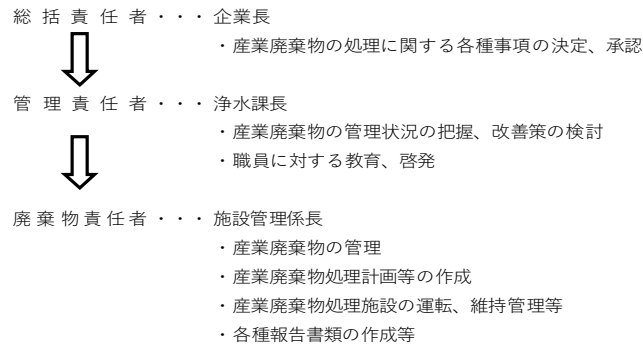 総括責任者・・・企業長
・産業廃棄物の処理に関する各種事項の決定、承認
管理責任者・・・浄水課長
・産業廃棄物の管理状況の把握、改善策の検討
・職員に対する教育、啓発
廃棄物責任者・・・施設管理係長
・産業廃棄物の管理
・産業廃棄物処理計画等の作成
・産業廃棄物処理施設の運転、維持管理等
・各種報告書類の作成等